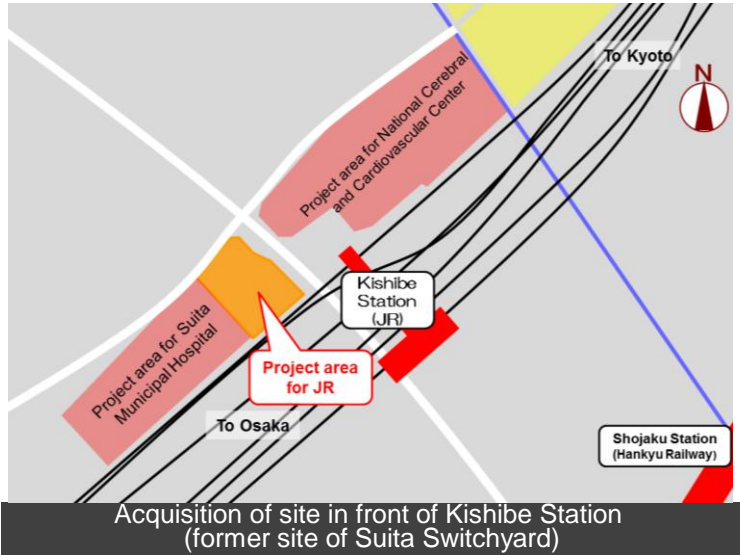 To Kyoto
N
Project area for National Cerebral
and Cardiovascular Center
Kishibe
Station
(JR)
Project area for Suita
Municipal Hospital
Project area
for JR
To Osaka
Shojaku Station
(Hankyu Railway)
Acquisition of site in front of Kishibe Station
(former site of Suita Switchyard)